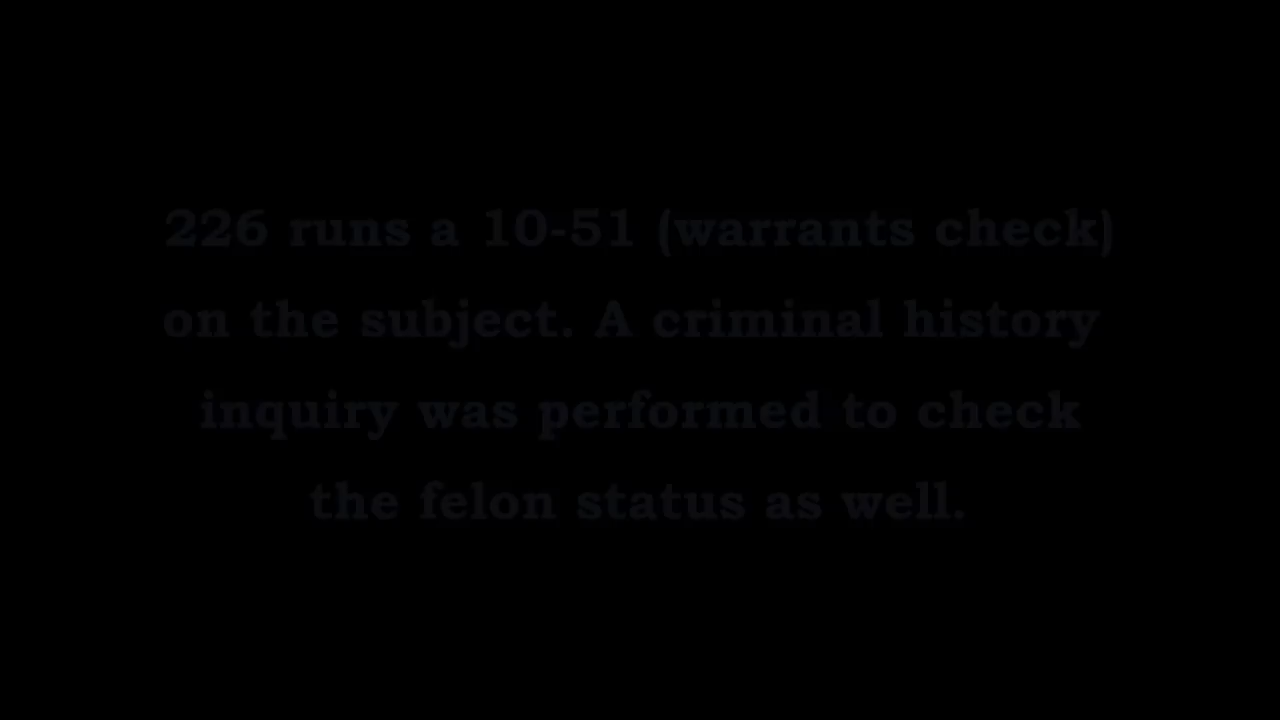 226 runs a 10-51 (warrants check)
on the subject. A criminal history
inquiry was performed to check
the felon status as well.